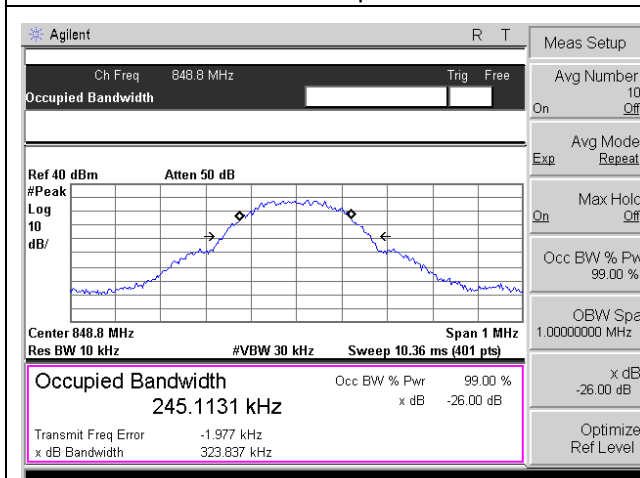 Agilent R T
Ch Freq 848.8 MHz Trig Free
Occupied Bandwidth
Ref 40 dBm Atten 50 dB
#Peak
Log
10
dB/
Center 848.8 MHz Span 1 MHz
Res BW 10 kHz #VBW 30 kHz Sweep 10.36 ms (401 pts)
Occupied Bandwidth Occ BW % Pwr 99.00 %
245.1131 kHz x dB -26.00 dB
Transmit Freq Error -1.977 kHz
x dB Bandwidth 323.837 kHz
Meas Setup
Avg Number
10
On Off
Avg Mode
Exp Repeat
Max Hold
On Off
Occ BW % Pw
99.00 %
OBW Spa
1.00000000 MHz
x dB
-26.00 dB
Optimize
Ref Level